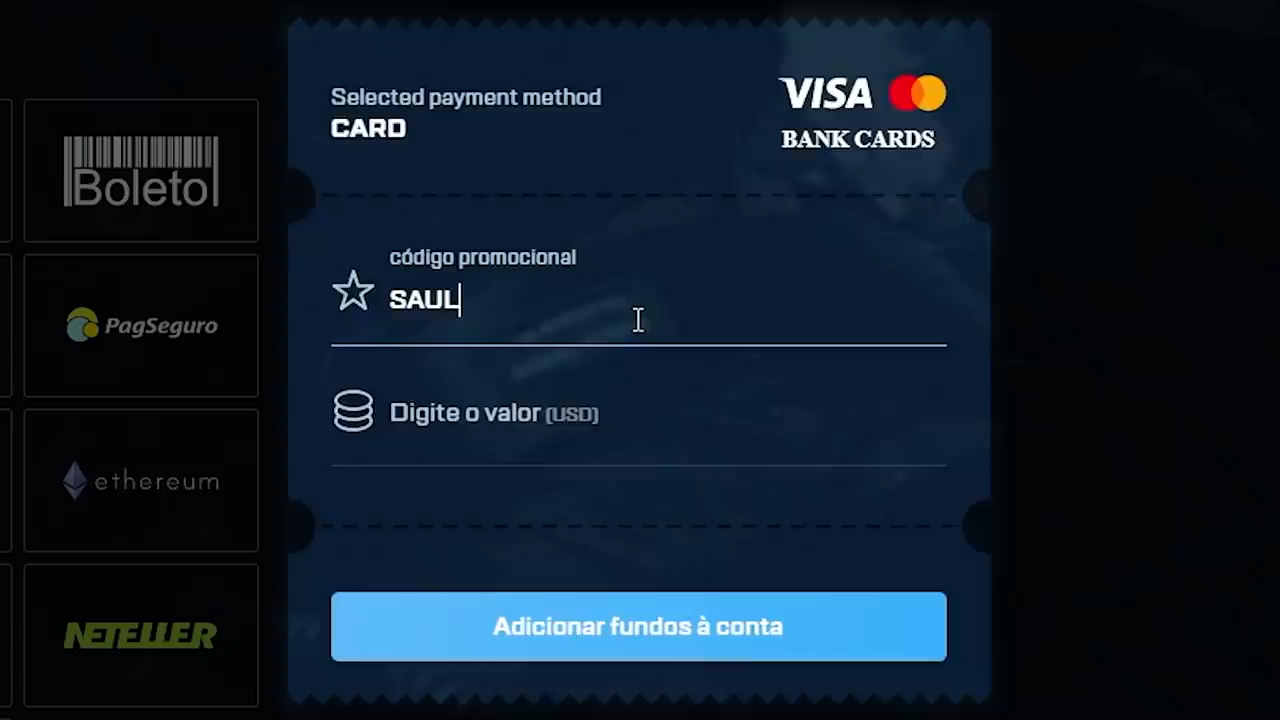 Selected payment method
CARD
VISA
BANK CARDS
Boleto
código promocional
SAUL
PagSeguro
Digite o valor (USD)
ethereum
Adicionar fundos à conta
NETELLER